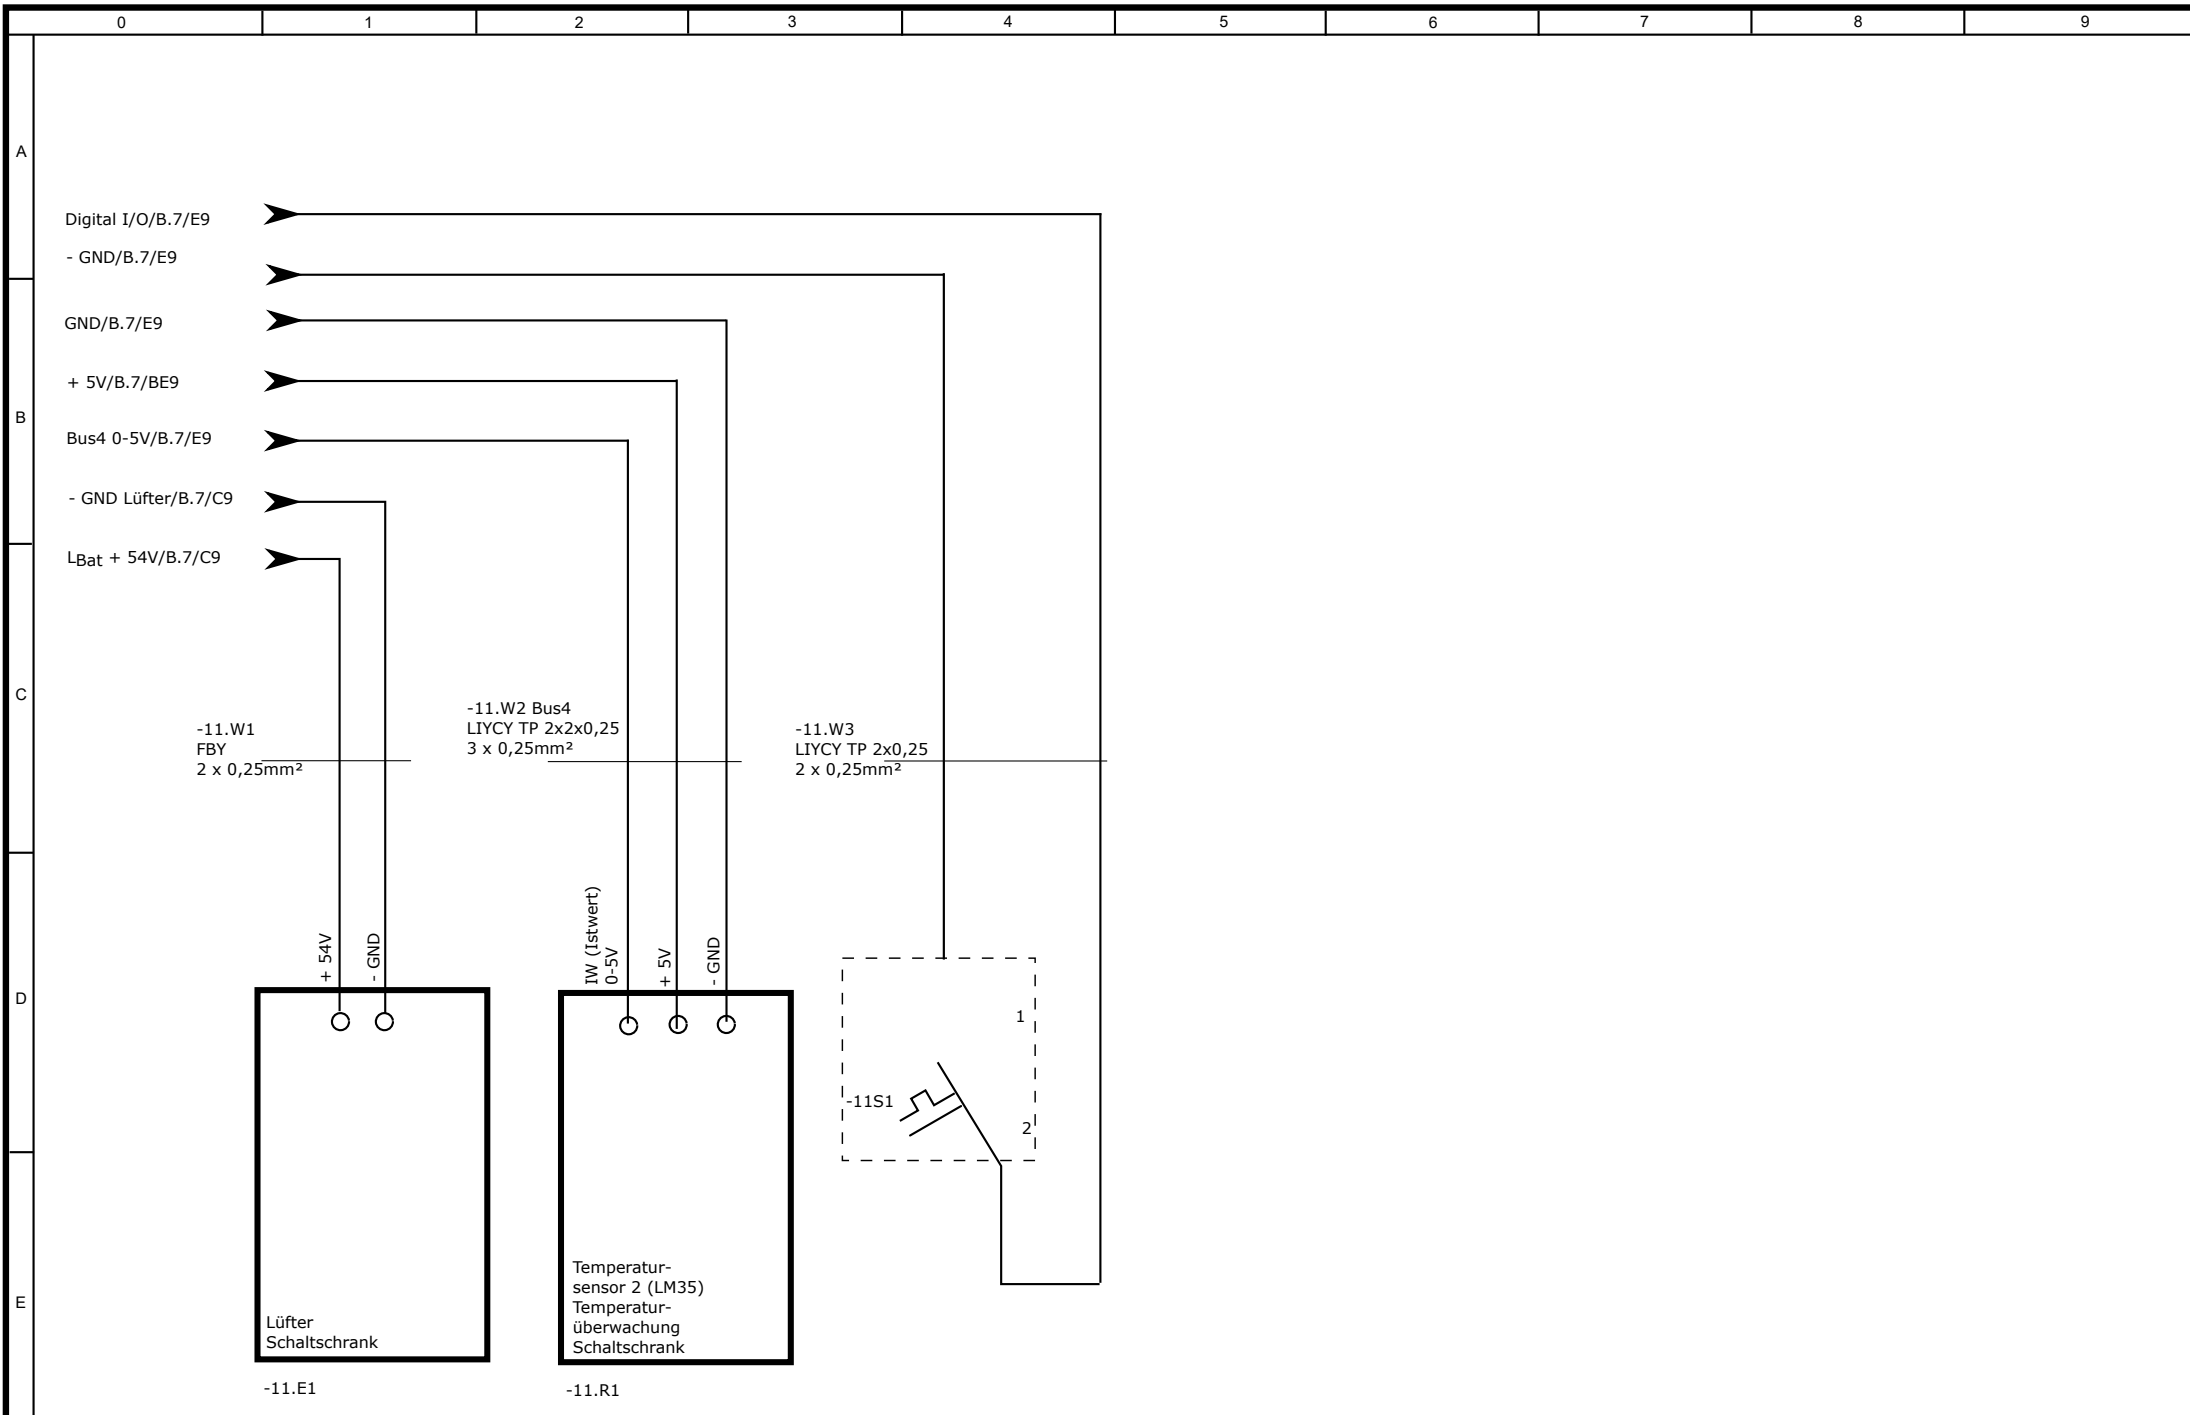 0 1 2 3 4 5 6 7 8 9
A
Digital I/O/B.7/E9
- GND/B.7/E9
GND/B.7/E9
+ 5V/B.7/BE9
B
Bus4 0-5V/B.7/E9
- GND Lüfter/B.7/C9
LBat + 54V/B.7/C9
C
-11.W1
FBY
2 x 0,25mm²
-11.W2 Bus4
LIYCY TP 2x2x0,25
3 x 0,25mm²
-11.W3
LIYCY TP 2x0,25
2 x 0,25mm²
D
+ 54V
- GND
IW (Istwert)
0-5V
+ 5V
- GND
1
-11S1
2
E
Lüfter
Schaltschrank
-11.E1
Temperatur-
sensor 2 (LM35)
Temperatur-
überwachung
Schaltschrank
-11.R1